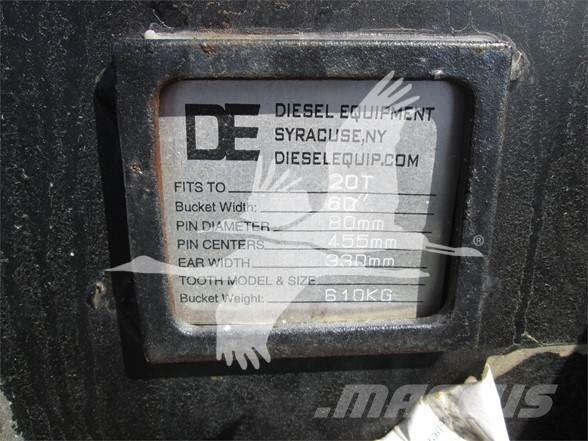 DE
DIESEL EQUIPMENT
SYRACUSE,NY
DIESELEQUIP.COM
FITS TO 20T
Bucket Width: 60"
PIN DIAMETER 80mm
PIN CENTERS 455mm
EAR WIDTH 330mm
TOOTH MODEL & SIZE
Bucket Weight: 610KG
®
MASCUS